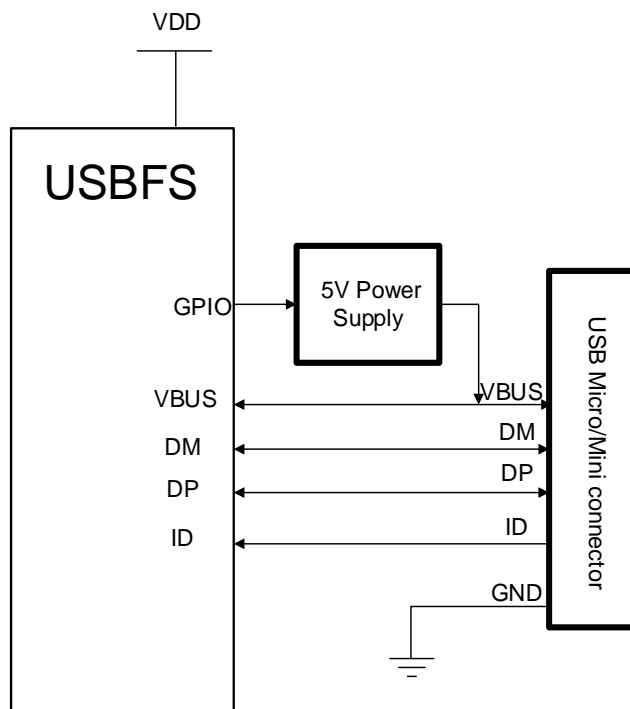 VDD
USBFS
GPIO
5V Power
Supply
VBUS
VBUS
DM
DM
DP
DP
ID
ID
GND
USB Micro/Mini connector